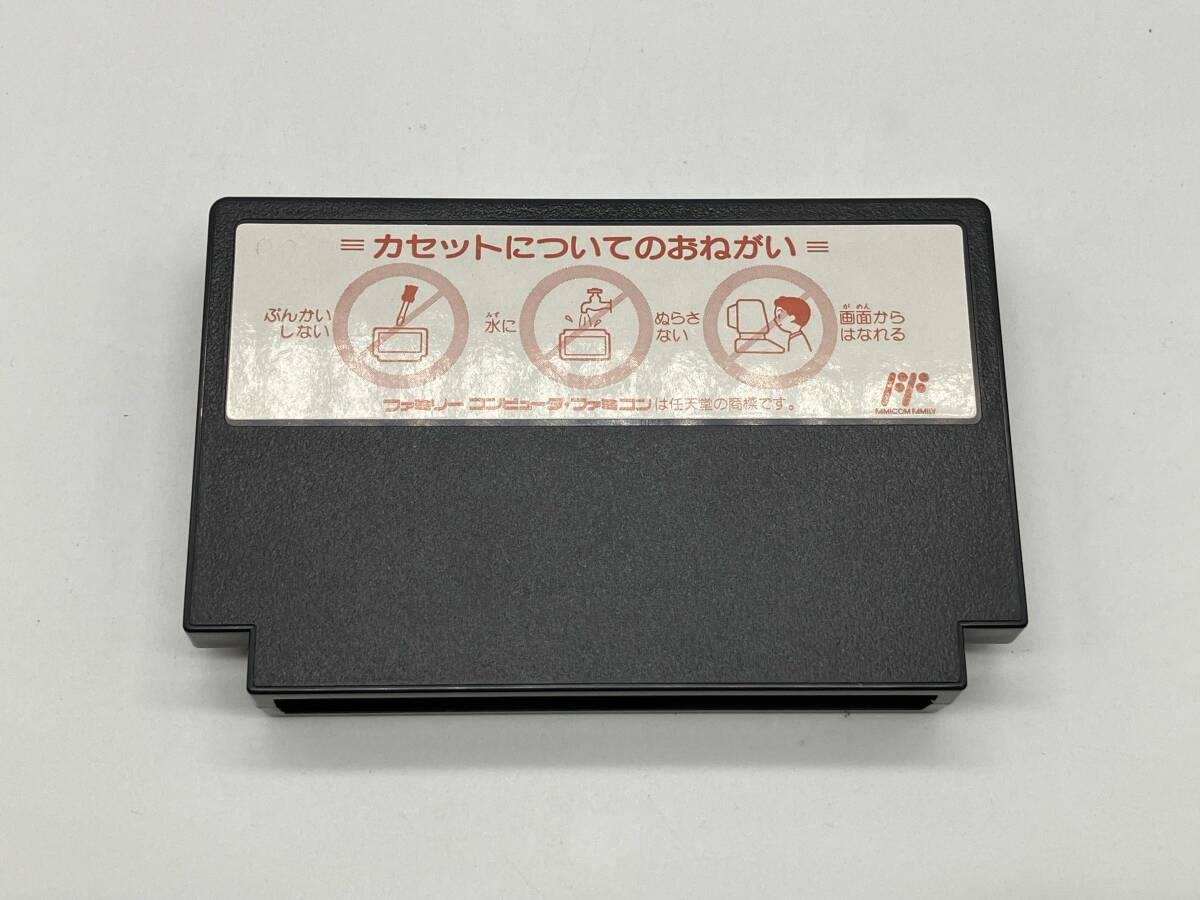 カセットについてのおねがい
ぶんかい
しない
みず
水に
ぬらさ
ない
が めん
画面から
はなれる
ファミリー コンピュータ・ファミコンは任天堂の商標です。
FAMICOM FAMILY